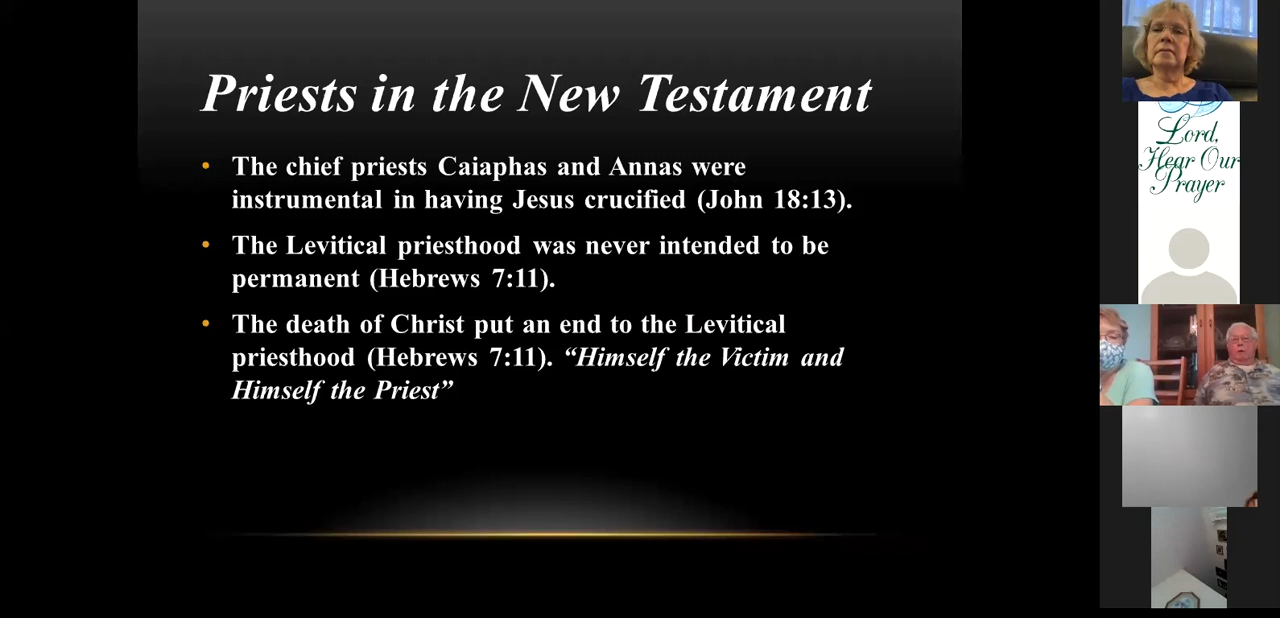 Priests in the New Testament
• The chief priests Caiaphas and Annas were
instrumental in having Jesus crucified (John 18:13).
• The Levitical priesthood was never intended to be
permanent (Hebrews 7:11).
• The death of Christ put an end to the Levitical
priesthood (Hebrews 7:11). “Himself the Victim and
Himself the Priest”
Lord,
Hear Our
Prayer